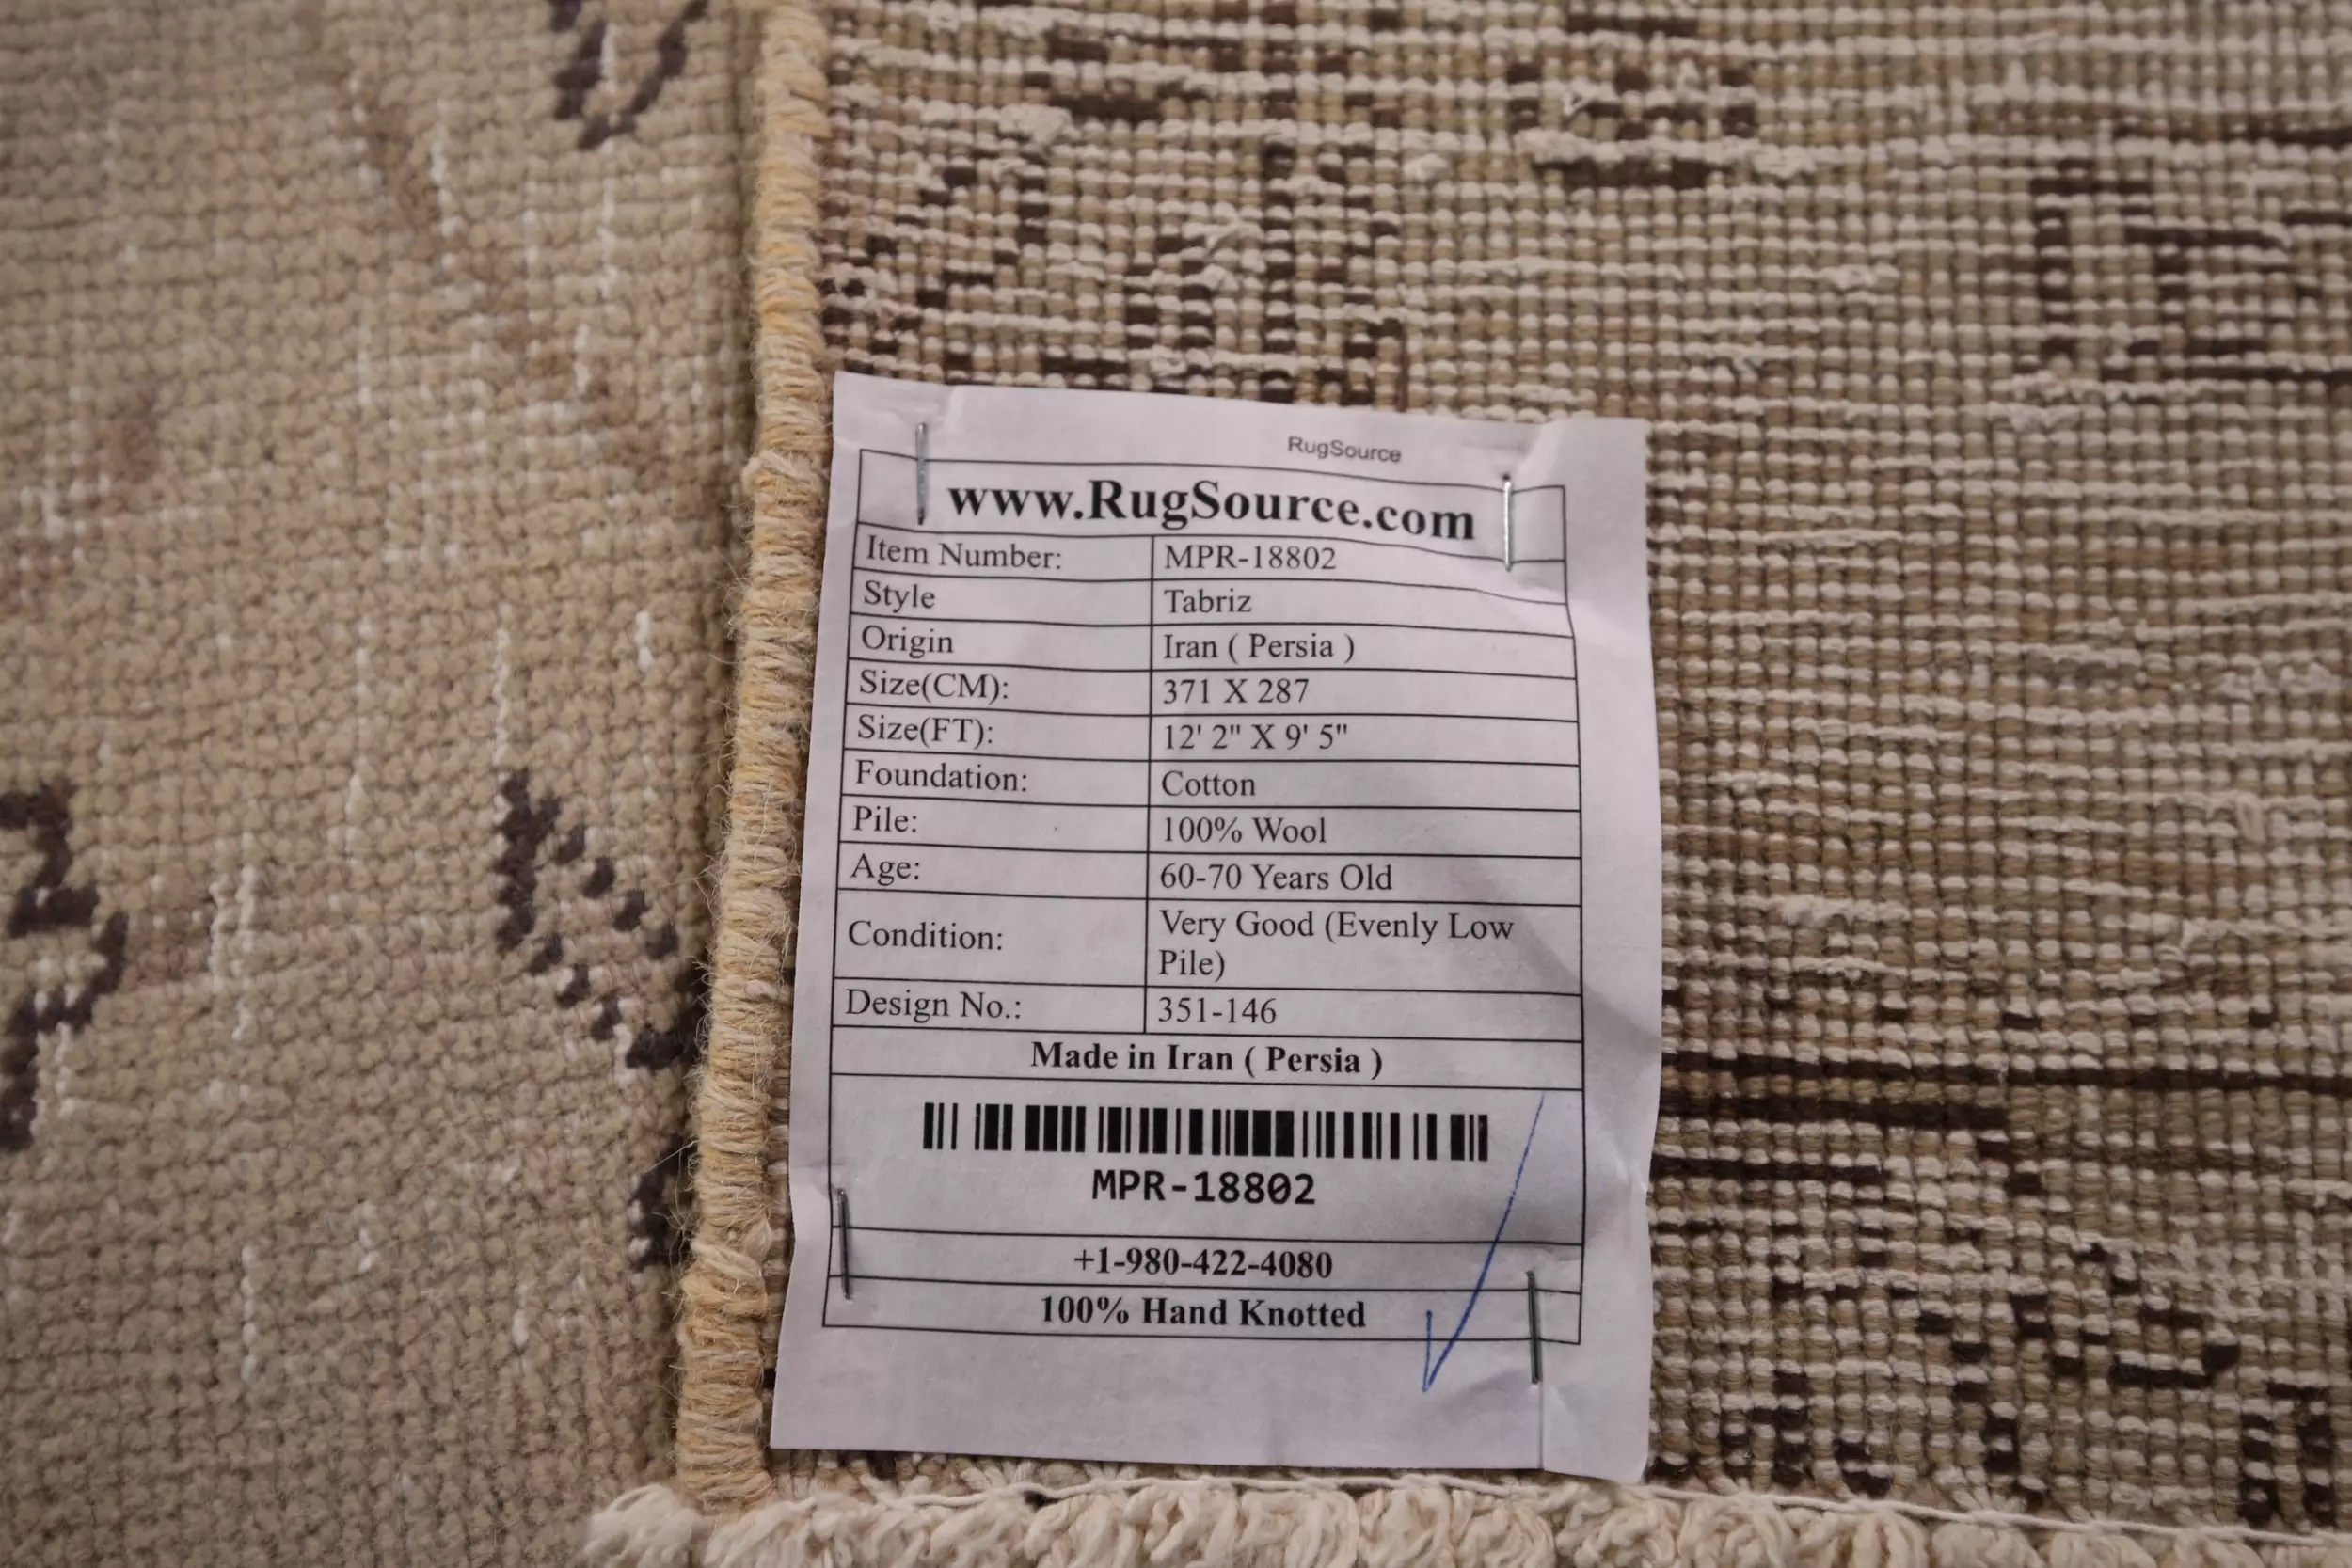 RugSource
www.RugSource.com
Item Number: MPR-18802
Style Tabriz
Origin Iran ( Persia )
Size(CM): 371 X 287
Size(FT): 12' 2" X 9' 5"
Foundation: Cotton
Pile: 100% Wool
Age: 60-70 Years Old
Condition: Very Good (Evenly Low
Pile)
Design No.: 351-146
Made in Iran ( Persia )
MPR-18802
+1-980-422-4080
100% Hand Knotted